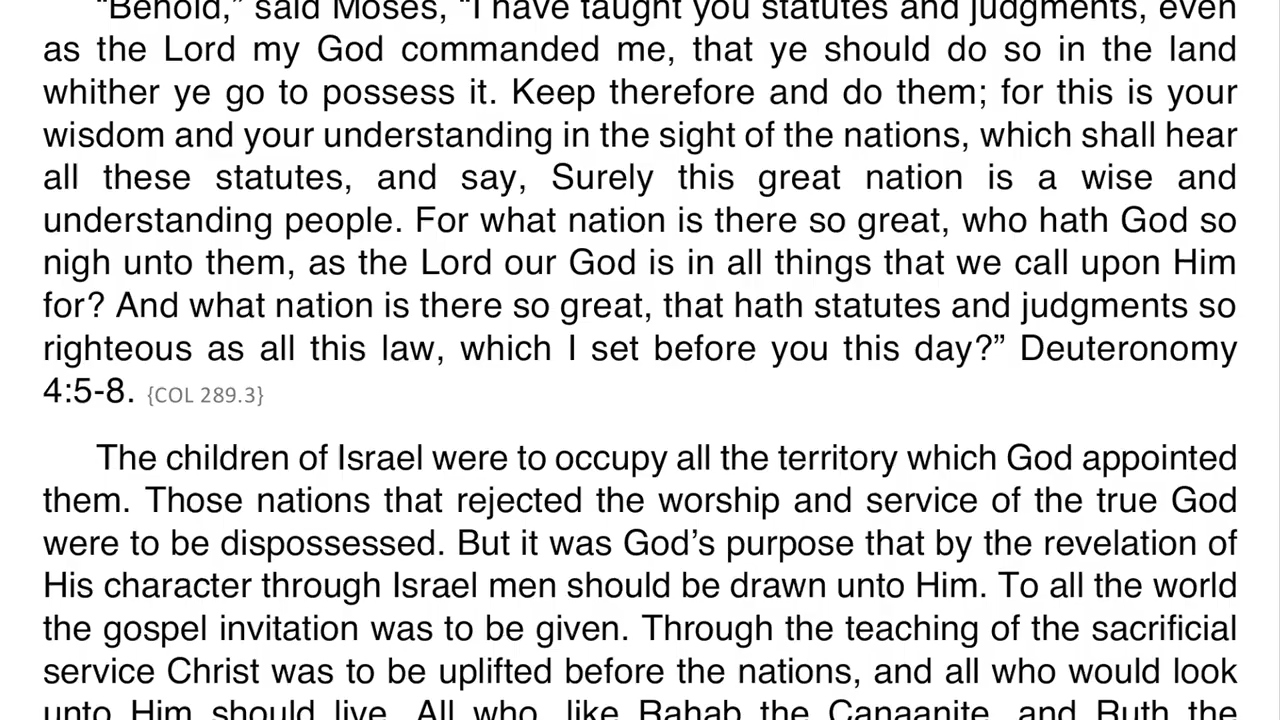 “Behold,” said Moses, “I have taught you statutes and judgments, even
as the Lord my God commanded me, that ye should do so in the land
whither ye go to possess it. Keep therefore and do them; for this is your
wisdom and your understanding in the sight of the nations, which shall hear
all these statutes, and say, Surely this great nation is a wise and
understanding people. For what nation is there so great, who hath God so
nigh unto them, as the Lord our God is in all things that we call upon Him
for? And what nation is there so great, that hath statutes and judgments so
righteous as all this law, which I set before you this day?” Deuteronomy
4:5-8. {COL 289.3}
The children of Israel were to occupy all the territory which God appointed
them. Those nations that rejected the worship and service of the true God
were to be dispossessed. But it was God’s purpose that by the revelation of
His character through Israel men should be drawn unto Him. To all the world
the gospel invitation was to be given. Through the teaching of the sacrificial
service Christ was to be uplifted before the nations, and all who would look
unto Him should live. All who, like Rahab the Canaanite, and Ruth the